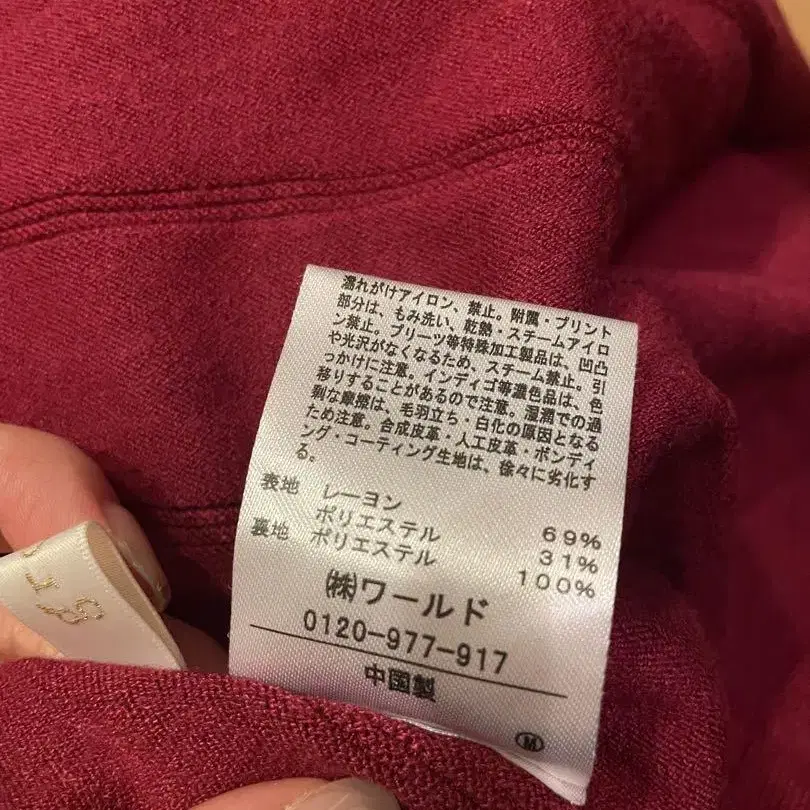 濡れがけアイロン、禁止。附属・プリント
部分は、もみ洗い、乾熱・スチームアイロ
ン禁止。プリーツ等特殊加工製品は、凹凸
や光沢がなくなるため、スチーム禁止。引
っかけに注意。インディゴ等濃色品は、色
移りすることがあるので注意。湿潤での過
剰な摩擦は、毛羽立ち・白化の原因となる
ため注意。合成皮革・人工皮革・ボンディ
ング・コーティング生地は、徐々に劣化す
る。
表地 レーヨン 69%
ポリエステル 31%
裏地 ポリエステル 100%
㈱ワールド
0120-977-917
中国製
Ⓜ